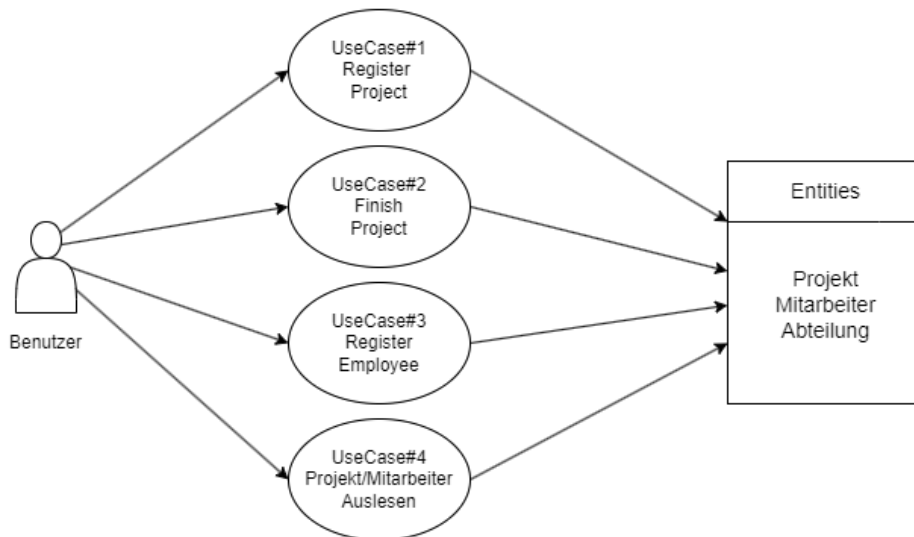 UseCase#1
Register
Project
UseCase#2
Finish
Project
Entities
Projekt
Mitarbeiter
Abteilung
Benutzer
UseCase#3
Register
Employee
UseCase#4
Projekt/Mitarbeiter
Auslesen